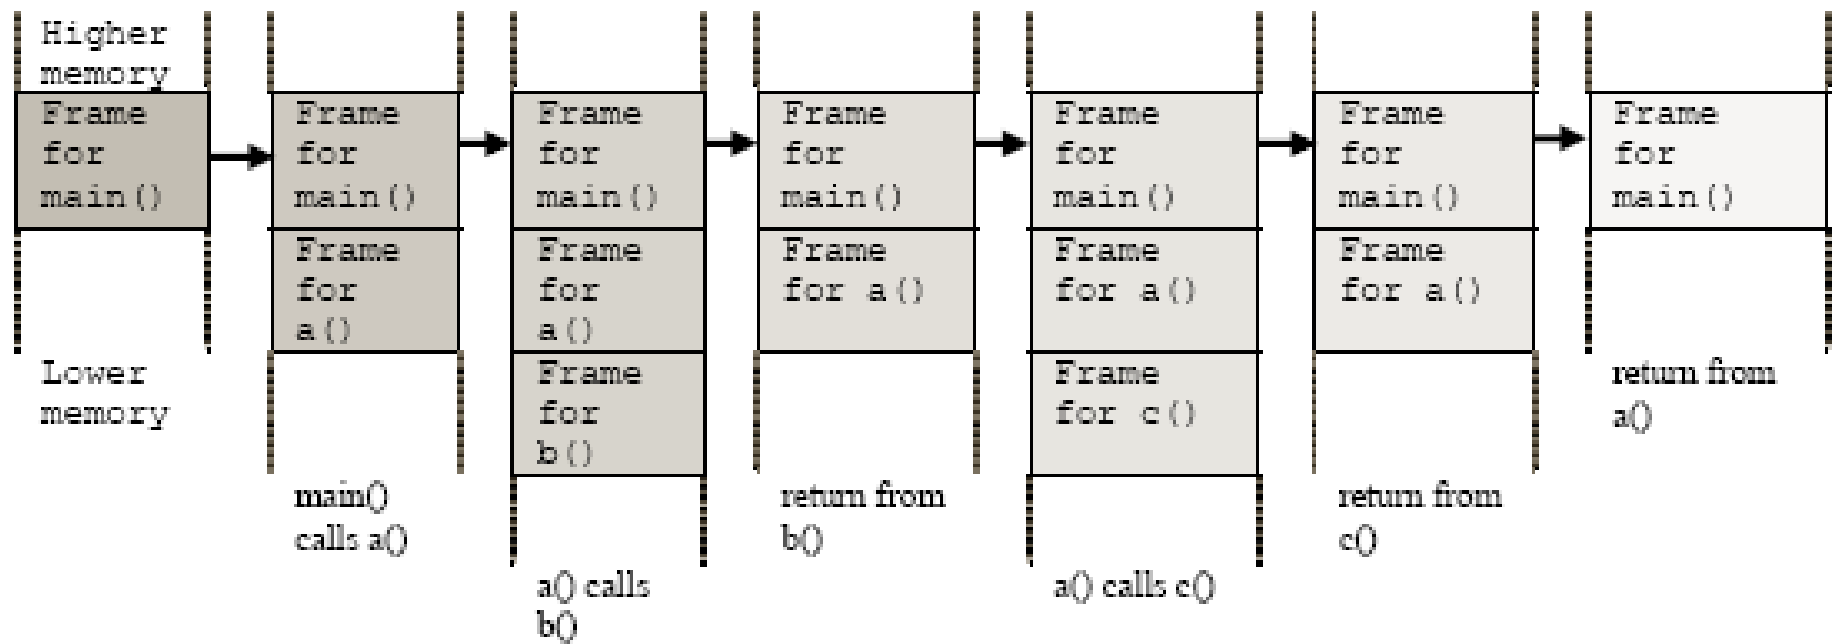 Higher
memory
Frame
for
main()
Lower
memory
Frame
for
main()
Frame
for
a()
main()
calls a()
Frame
for
main()
Frame
for
a()
Frame
for
b()
a() calls
b()
Frame
for
main()
Frame
for a()
return from
b()
Frame
for
main()
Frame
for a()
Frame
for c()
a() calls c()
Frame
for
main()
Frame
for a()
return from
c()
Frame
for
main()
return from
a()